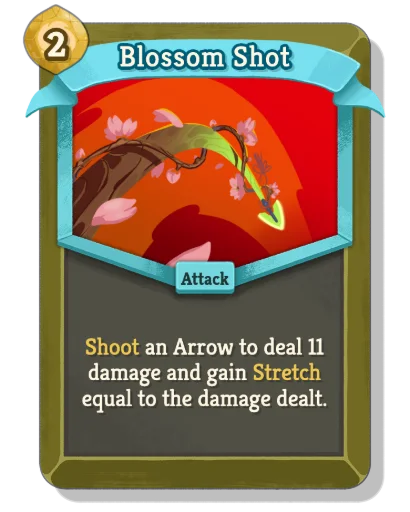 2
Blossom Shot
Attack
Shoot an Arrow to deal 11
damage and gain Stretch
equal to the damage dealt.